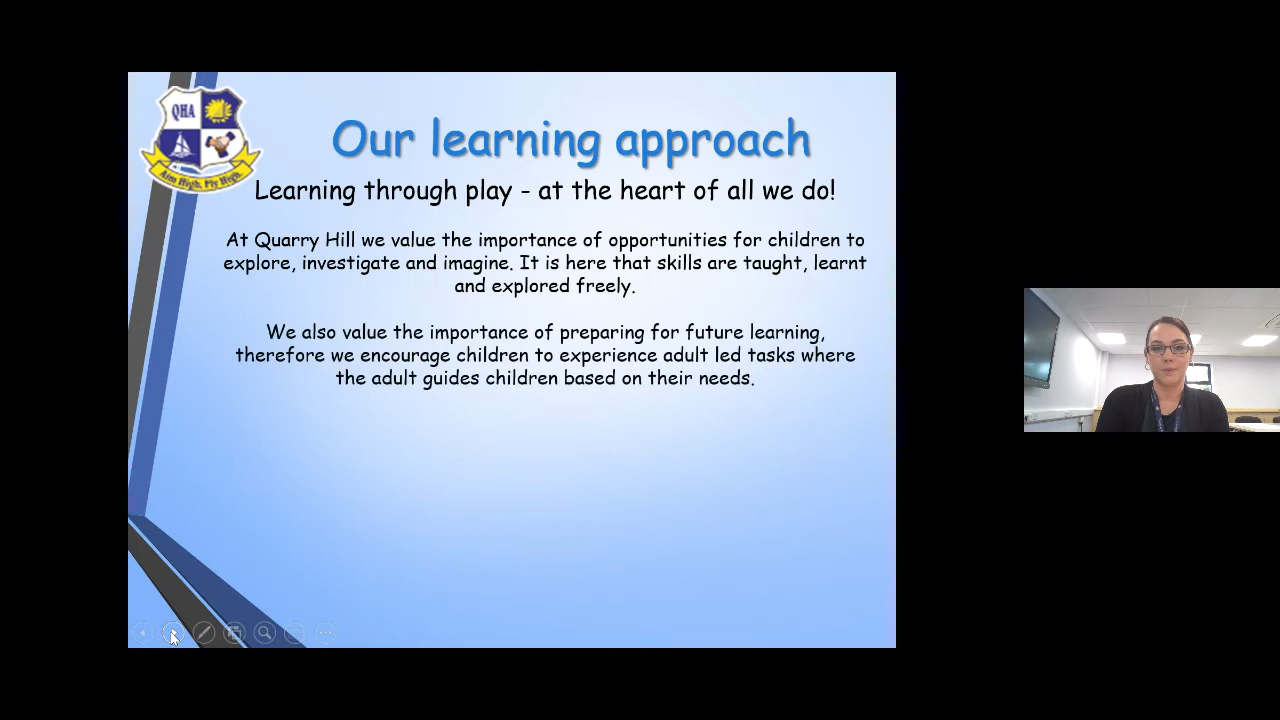 QHA
Aim High, Fly High.
Our learning approach
Learning through play - at the heart of all we do!
At Quarry Hill we value the importance of opportunities for children to
explore, investigate and imagine. It is here that skills are taught, learnt
and explored freely.
We also value the importance of preparing for future learning,
therefore we encourage children to experience adult led tasks where
the adult guides children based on their needs.